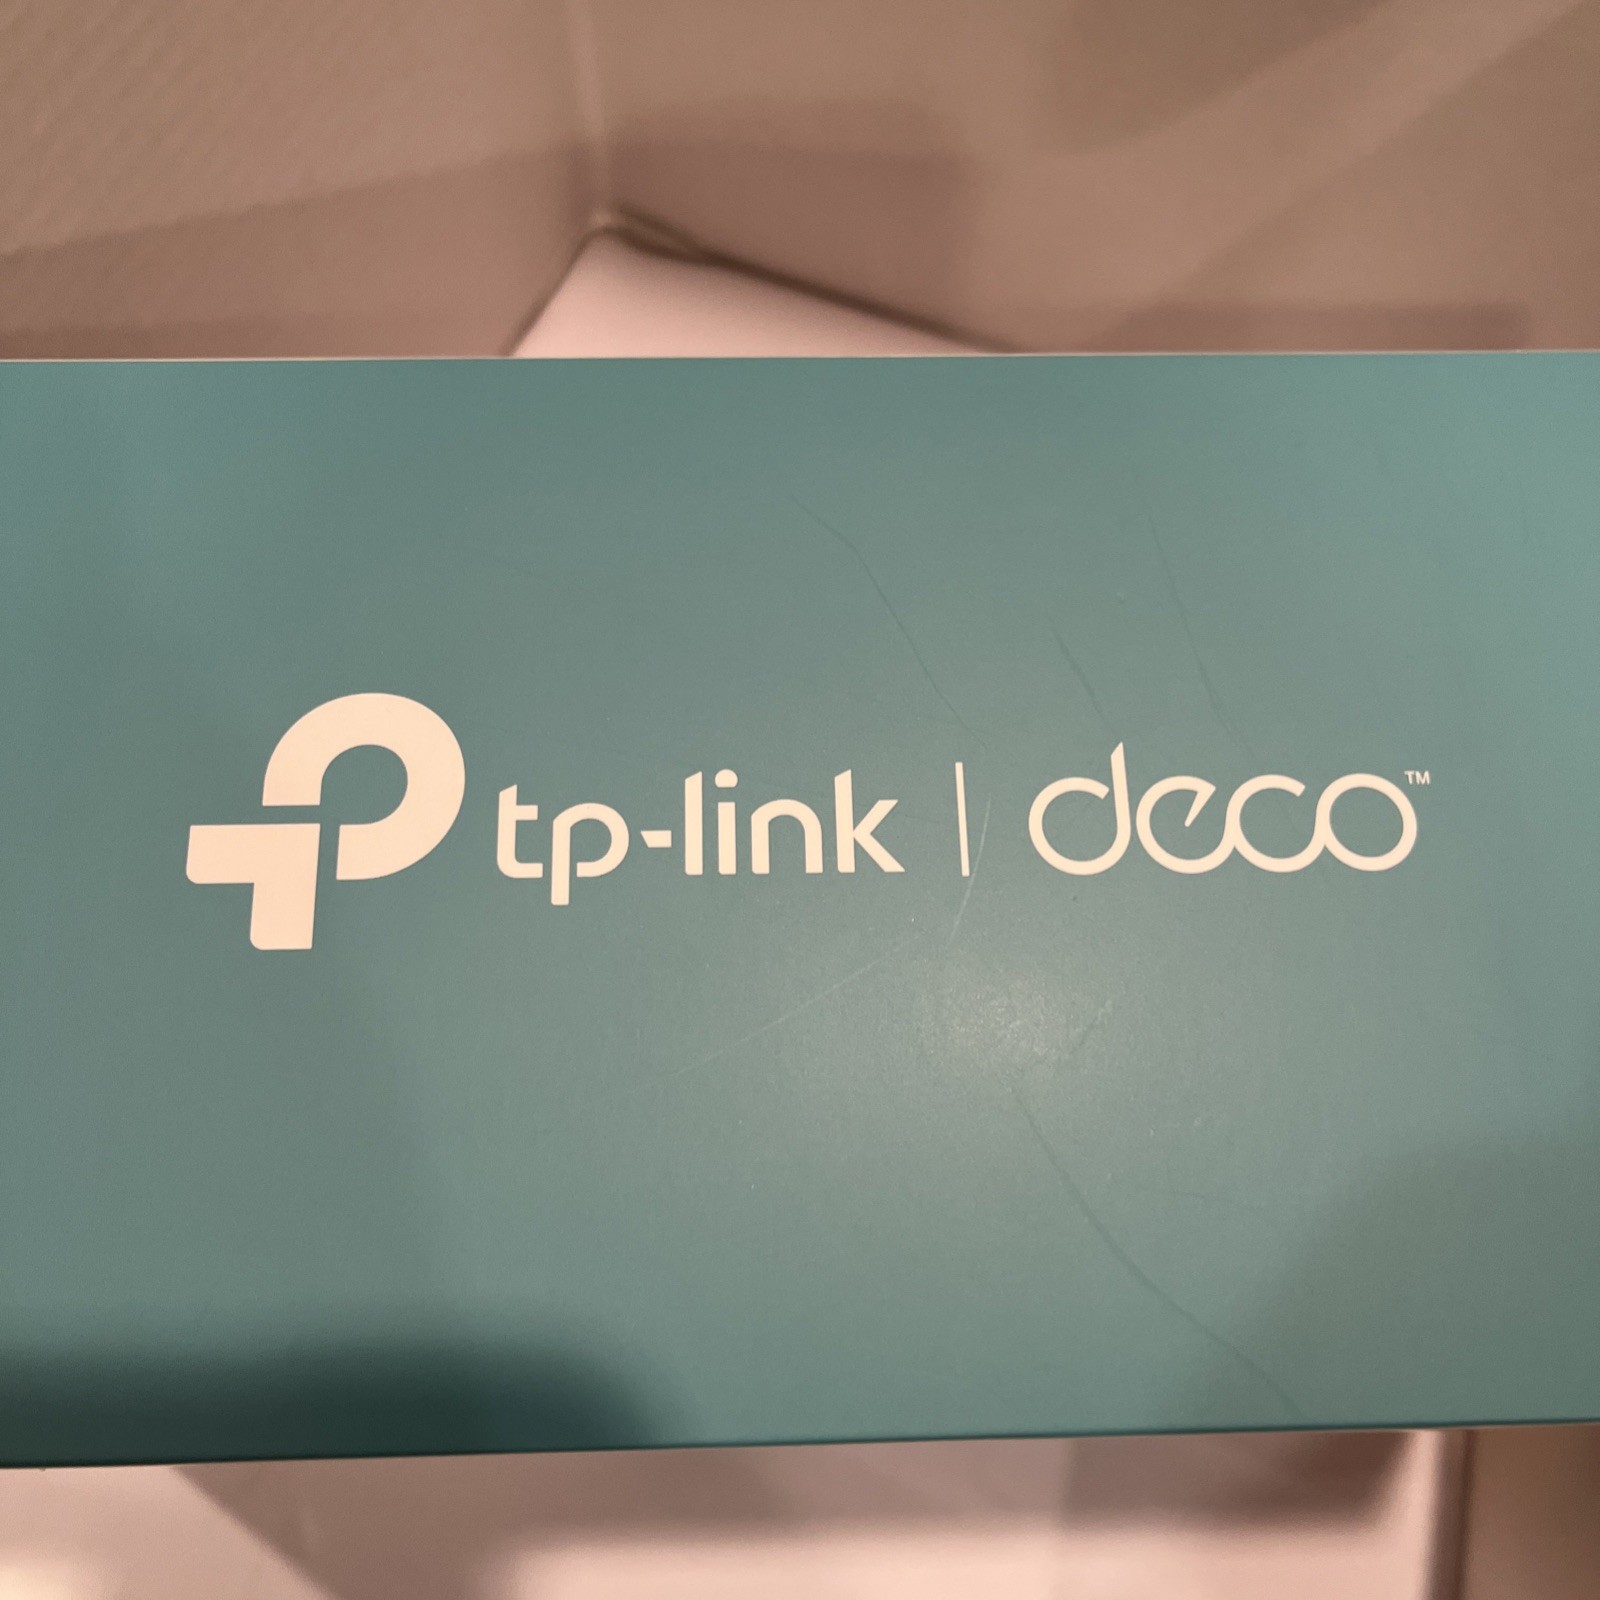 tp-link | deco™